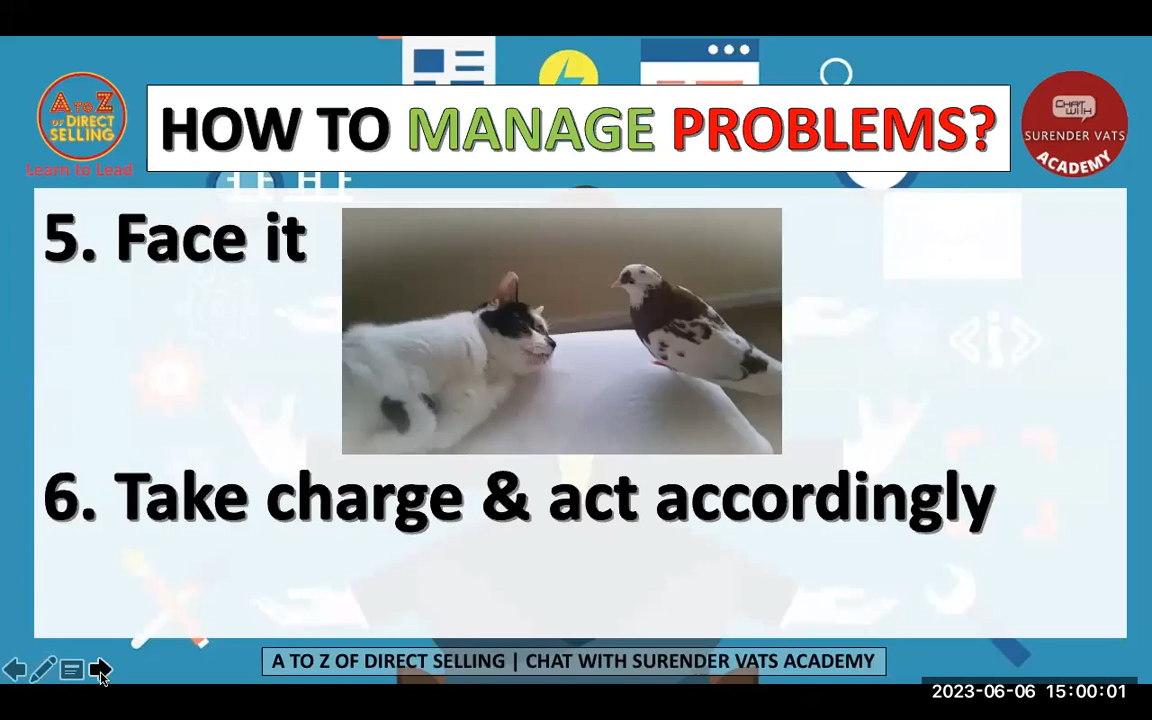 A TO Z
OF DIRECT
SELLING
Learn to Lead
HOW TO MANAGE PROBLEMS?
CHAT
WITH
SURENDER VATS
ACADEMY
5. Face it
6. Take charge & act accordingly
A TO Z OF DIRECT SELLING | CHAT WITH SURENDER VATS ACADEMY
2023-06-06 15:00:01